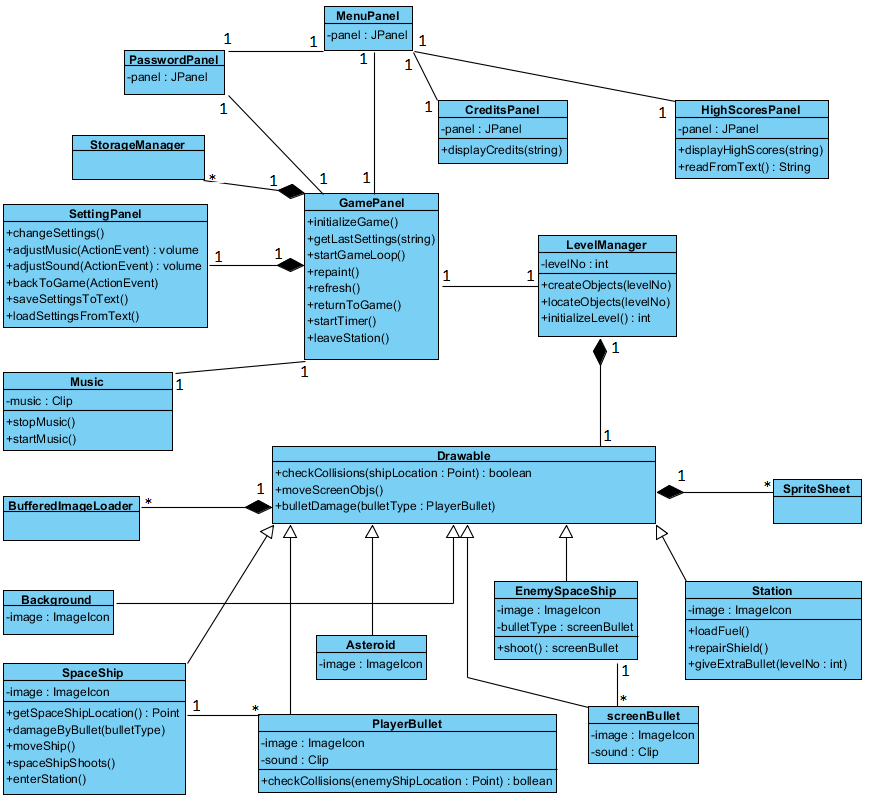 MenuPanel
-panel : JPanel
1
1
1
1
1
PasswordPanel
-panel : JPanel
1
1
CreditsPanel
-panel : JPanel
+displayCredits(string)
1
HighScoresPanel
-panel : JPanel
+displayHighScores(string)
+readFromText() : String
StorageManager
*
1
1
1
GamePanel
+initializeGame()
+getLastSettings(string)
+startGameLoop()
+repaint()
+refresh()
+returnToGame()
+startTimer()
+leaveStation()
SettingPanel
+changeSettings()
+adjustMusic(ActionEvent) : volume
+adjustSound(ActionEvent) : volume
+backToGame(ActionEvent)
+saveSettingsToText()
+loadSettingsFromText()
1
1
1
1
LevelManager
-levelNo : int
+createObjects(levelNo)
+locateObjects(levelNo)
+initializeLevel() : int
1
1
Music
-music : Clip
+stopMusic()
+startMusic()
1
1
Drawable
+checkCollisions(shipLocation : Point) : boolean
+moveScreenObjs()
+bulletDamage(bulletType : PlayerBullet)
BufferedImageLoader
*
1
1
*
SpriteSheet
Background
-image : ImageIcon
Asteroid
-image : ImageIcon
EnemySpaceShip
-image : ImageIcon
-bulletType : screenBullet
+shoot() : screenBullet
Station
-image : ImageIcon
+loadFuel()
+repairShield()
+giveExtraBullet(levelNo : int)
SpaceShip
-image : ImageIcon
+getSpaceShipLocation() : Point
+damageByBullet(bulletType)
+moveShip()
+spaceShipShoots()
+enterStation()
1
*
PlayerBullet
-image : ImageIcon
-sound : Clip
+checkCollisions(enemyShipLocation : Point) : bollean
1
*
screenBullet
-image : ImageIcon
-sound : Clip